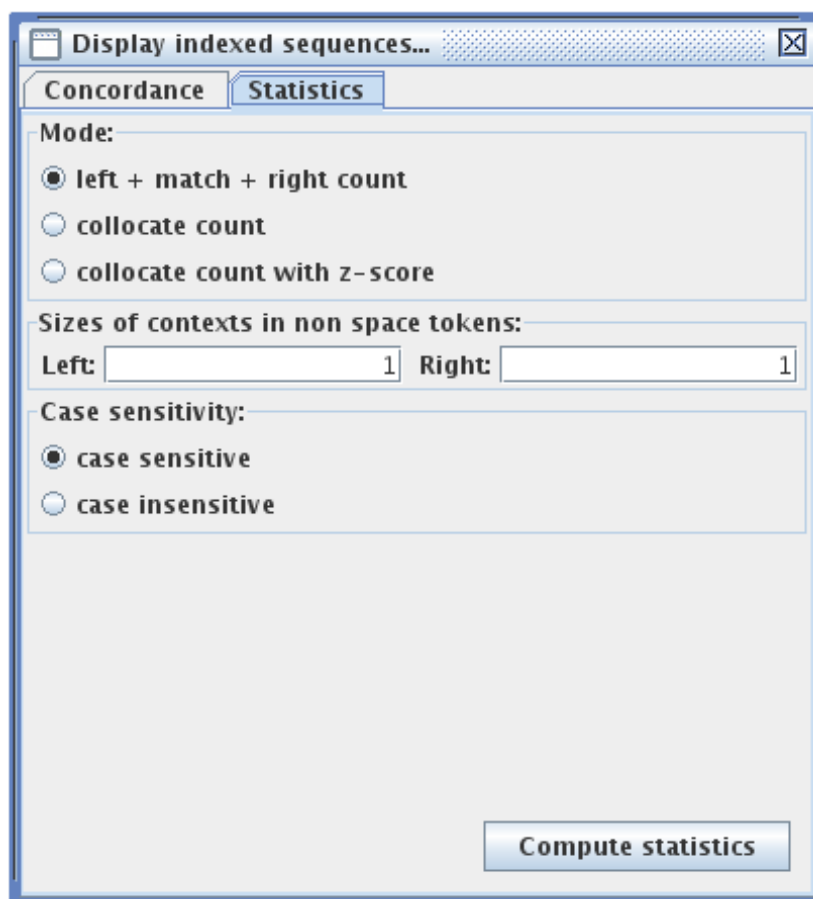 Display indexed sequences...
Concordance Statistics
Mode:
left + match + right count
collocate count
collocate count with z-score
Sizes of contexts in non space tokens:
Left: 1 Right: 1
Case sensitivity:
case sensitive
case insensitive
Compute statistics